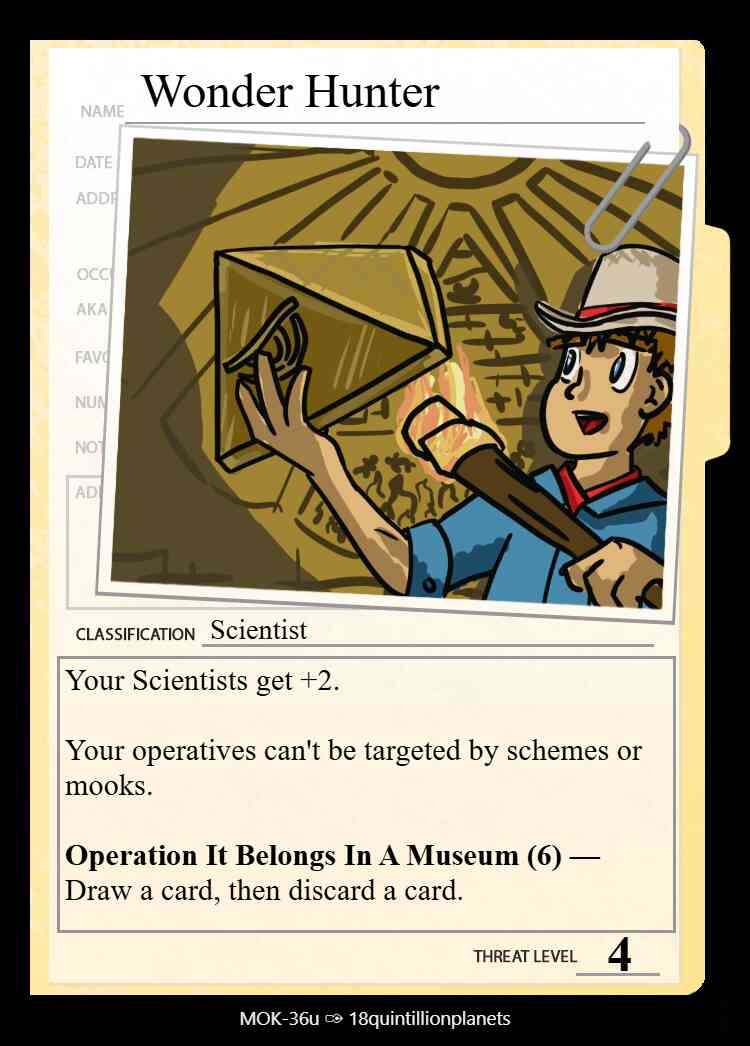 NAME Wonder Hunter
DATE
ADDR
OCC
AKA
FAVO
NUM
NOT
ADD
CLASSIFICATION Scientist
Your Scientists get +2.
Your operatives can't be targeted by schemes or
mooks.
Operation It Belongs In A Museum (6) —
Draw a card, then discard a card.
THREAT LEVEL 4
MOK-36u ✑ 18quintillionplanets